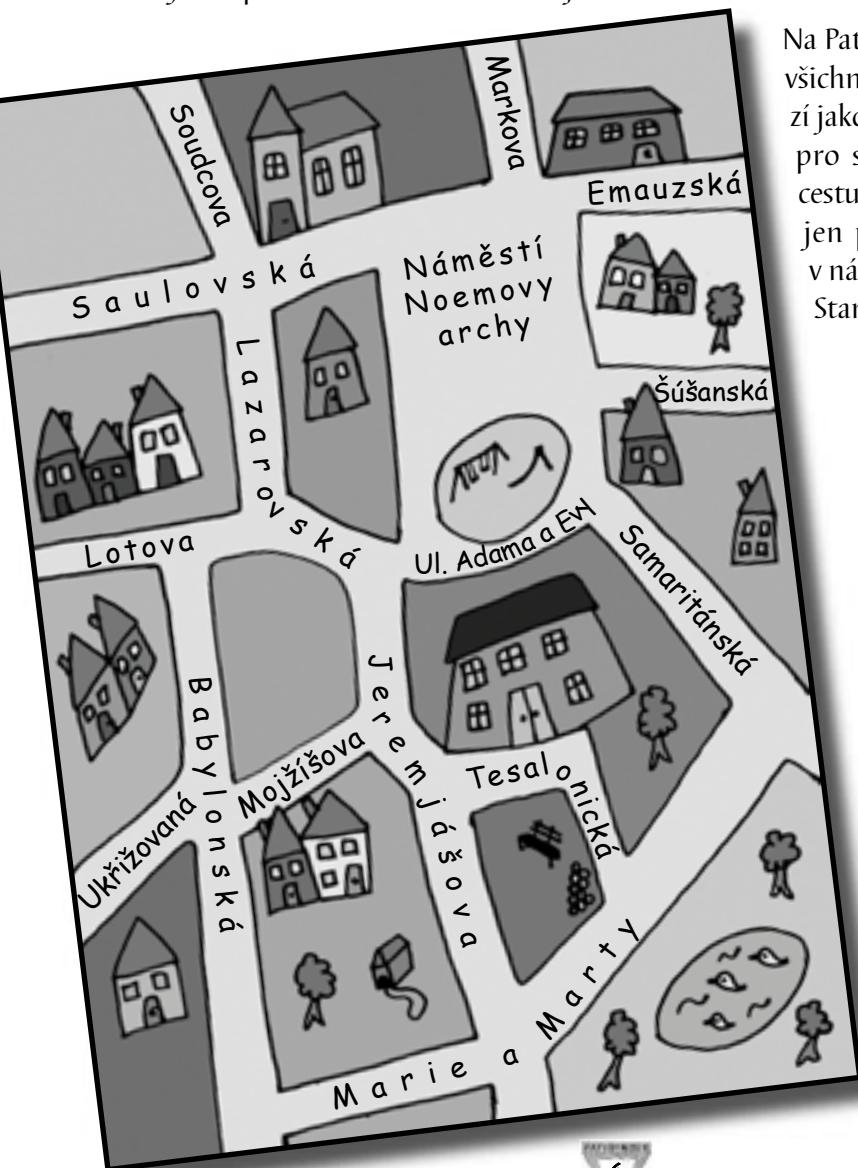 Na Pat
všichn
zí jako
pro s
cestu
jen p
v ná
Star
Soudcova
Markova
Emauzská
Saulovská
Náměstí
Noemovy
archy
Šúšanská
Lazarovská
Lotova
Ul. Adama a Evy
Samaritánská
Babylonská
Jeremjášova
Mojžíšova
Tesalonická
Ukřižovaná
Marie a Marty